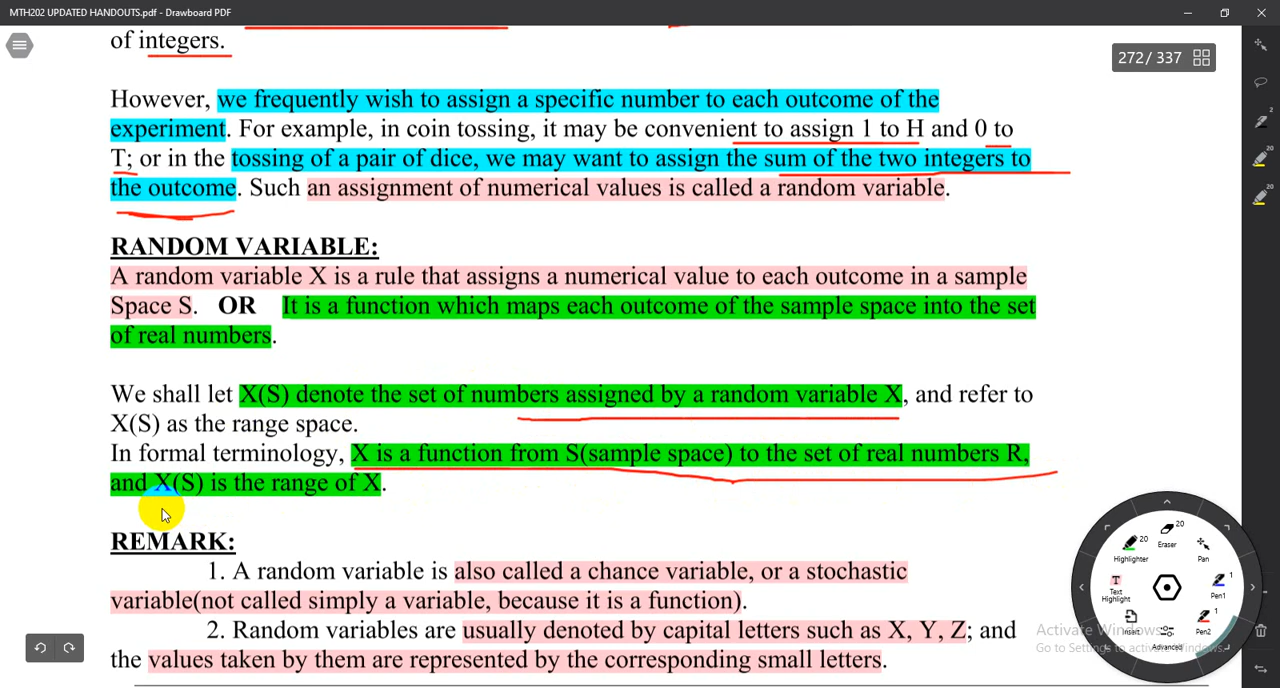 MTH202 UPDATED HANDOUTS.pdf - Drawboard PDF
of integers.
272 / 337
However, we frequently wish to assign a specific number to each outcome of the
experiment. For example, in coin tossing, it may be convenient to assign 1 to H and 0 to
T; or in the tossing of a pair of dice, we may want to assign the sum of the two integers to
the outcome. Such an assignment of numerical values is called a random variable.
RANDOM VARIABLE:
A random variable X is a rule that assigns a numerical value to each outcome in a sample
Space S. OR It is a function which maps each outcome of the sample space into the set
of real numbers.
We shall let X(S) denote the set of numbers assigned by a random variable X, and refer to
X(S) as the range space.
In formal terminology, X is a function from S(sample space) to the set of real numbers R,
and X(S) is the range of X.
REMARK:
1. A random variable is also called a chance variable, or a stochastic
variable(not called simply a variable, because it is a function).
2. Random variables are usually denoted by capital letters such as X, Y, Z; and
the values taken by them are represented by the corresponding small letters.
2
20
20
20
Eraser
20
Highlighter
Pan
T
Text
Highlight
1
Pen1
Insert
1
Pen2
Advanced
Activate Windows
Go to Settings to activate Windows.